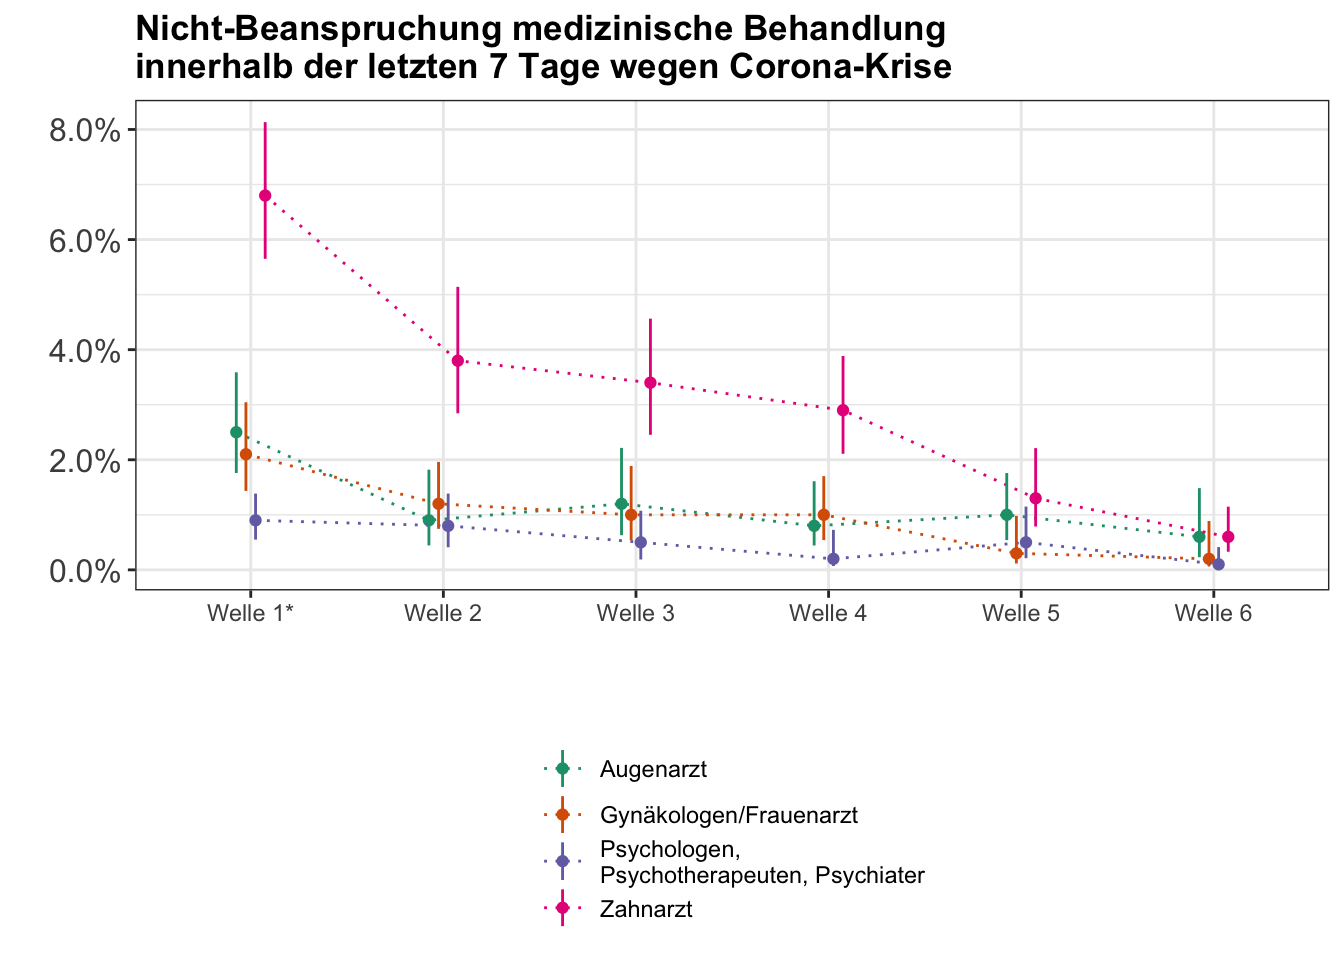 Nicht-Beanspruchung medizinische Behandlung
innerhalb der letzten 7 Tage wegen Corona-Krise
8.0%
6.0%
4.0%
2.0%
0.0%
Welle 1* Welle 2 Welle 3 Welle 4 Welle 5 Welle 6
Augenarzt
Gynäkologen/Frauenarzt
Psychologen,
Psychotherapeuten, Psychiater
Zahnarzt